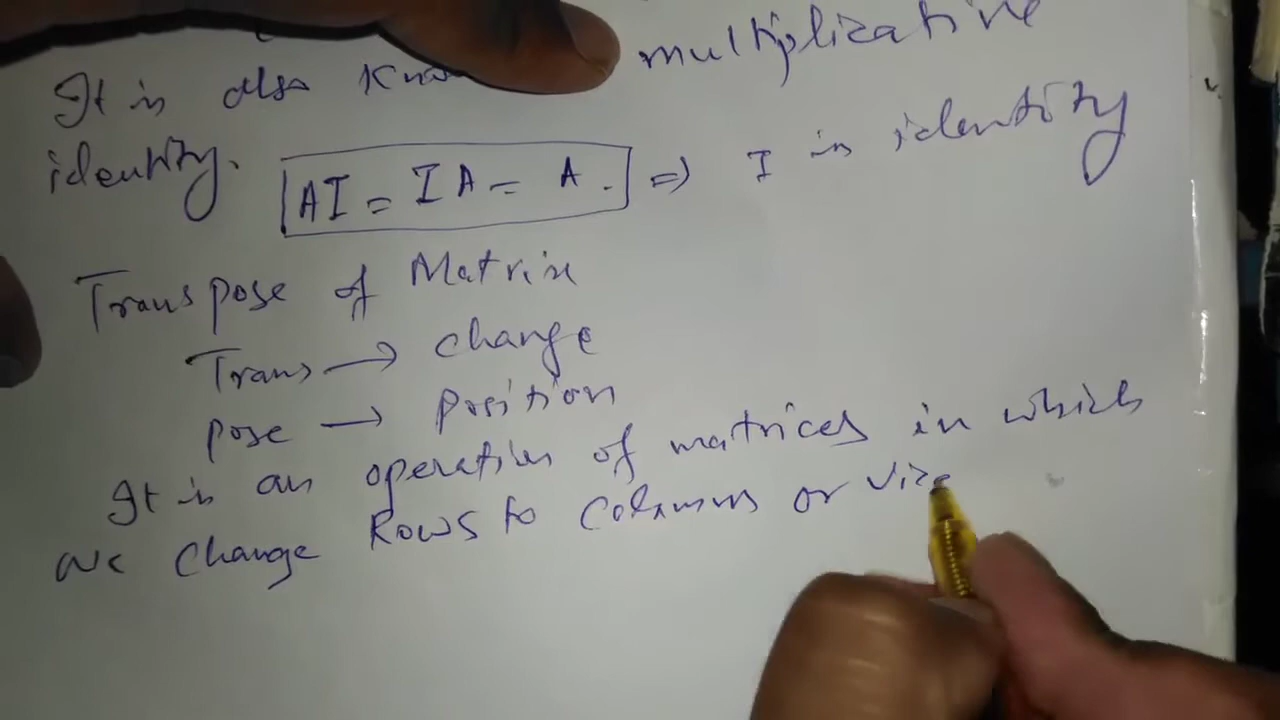 It is also multiplicative
identity. AI = IA = A. => I is identity
Transpose of Matrix
Trans → change
Pose → Position
It is an operation of matrices in which
we change Rows to Columns or